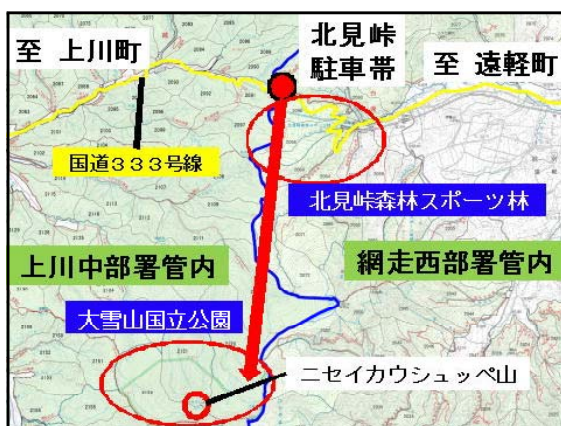 至 上川町
北見峠
駐車帯
至 遠軽町
国道３３３号線
北見峠森林スポーツ林
上川中部署管内
網走西部署管内
大雪山国立公園
ニセイカウシュッペ山